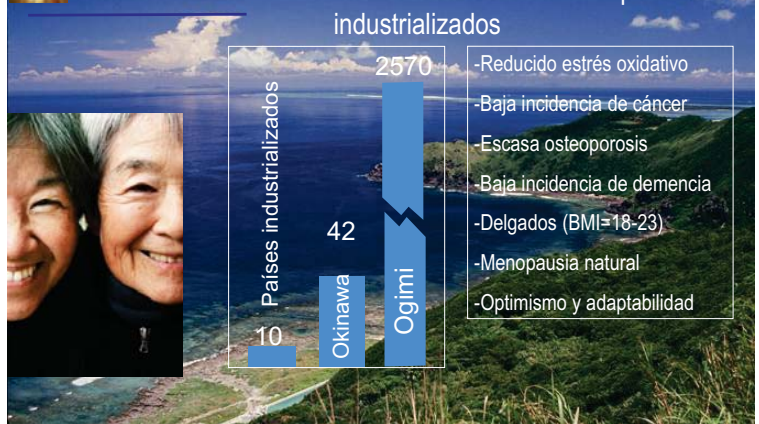 industrializados
2570
42
10
Países industrializados
Okinawa
Ogimi
-Reducido estrés oxidativo
-Baja incidencia de cáncer
-Escasa osteoporosis
-Baja incidencia de demencia
-Delgados (BMI=18-23)
-Menopausia natural
-Optimismo y adaptabilidad